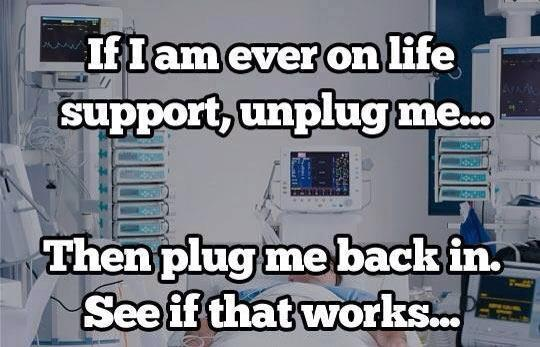 If I am ever on life
support, unplug me...
Then plug me back in.
See if that works...